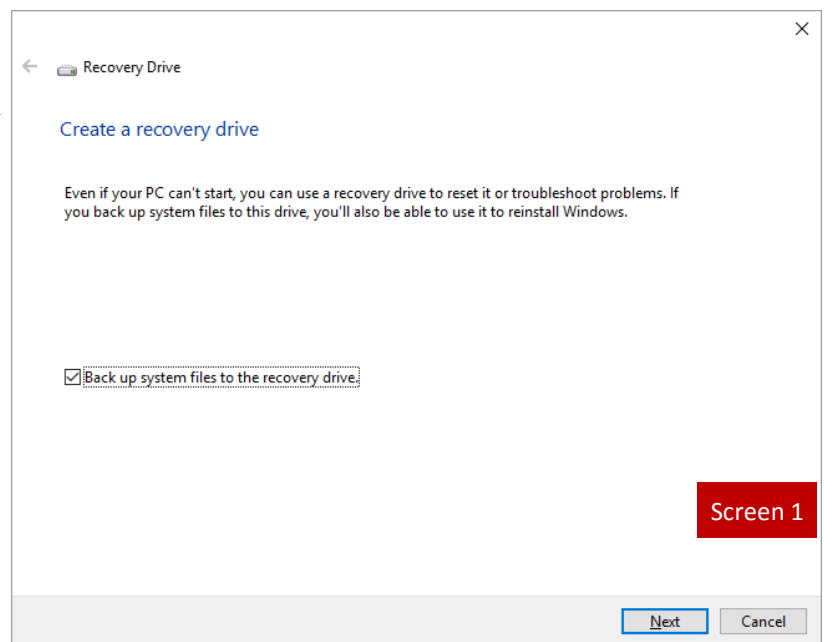 Recovery Drive
Create a recovery drive
Even if your PC can't start, you can use a recovery drive to reset it or troubleshoot problems. If
you back up system files to this drive, you'll also be able to use it to reinstall Windows.
Back up system files to the recovery drive.
Screen 1
Next Cancel